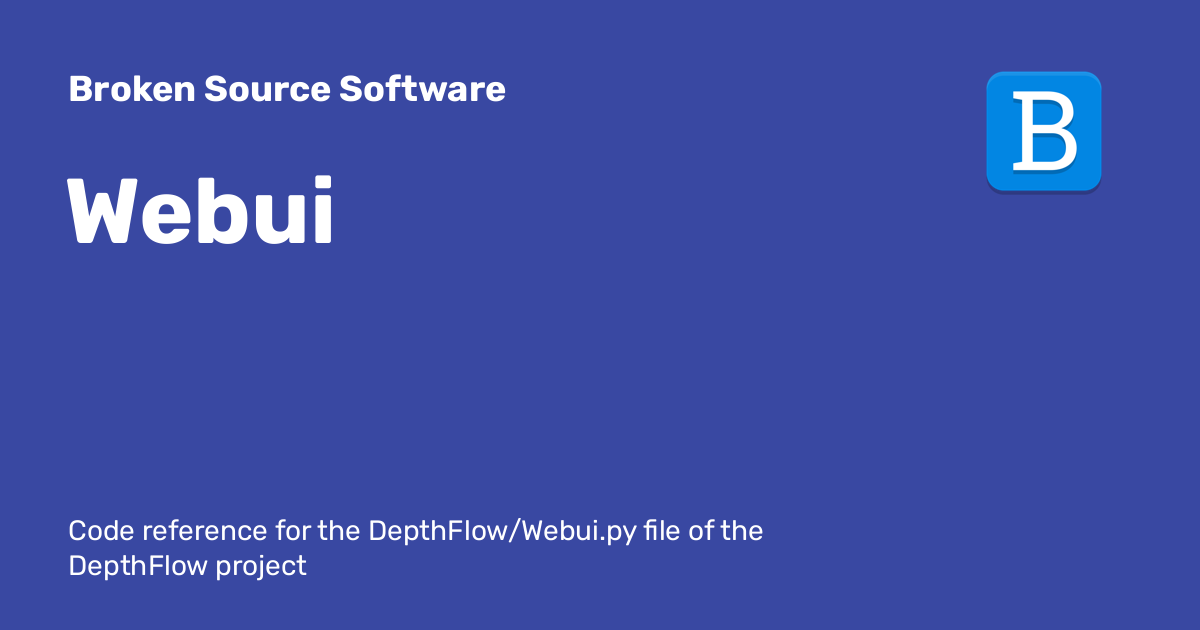 Broken Source Software
B
Webui
Code reference for the DepthFlow/Webui.py file of the
DepthFlow project